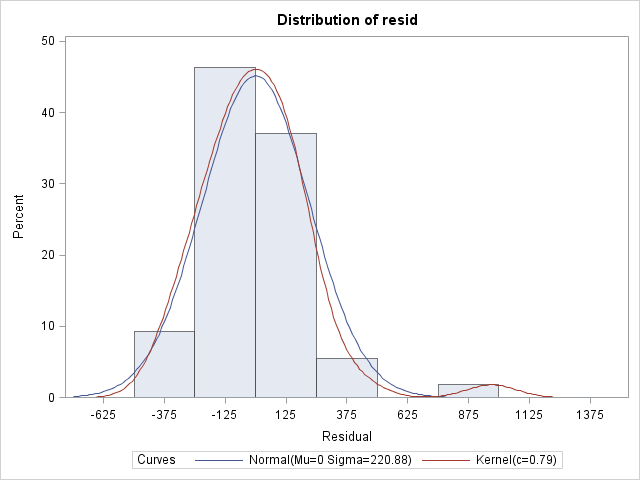 Distribution of resid
50
40
30
20
10
0
Percent
-625 -375 -125 125 375 625 875 1125 1375
Residual
Curves Normal(Mu=0 Sigma=220.88) Kernel(c=0.79)